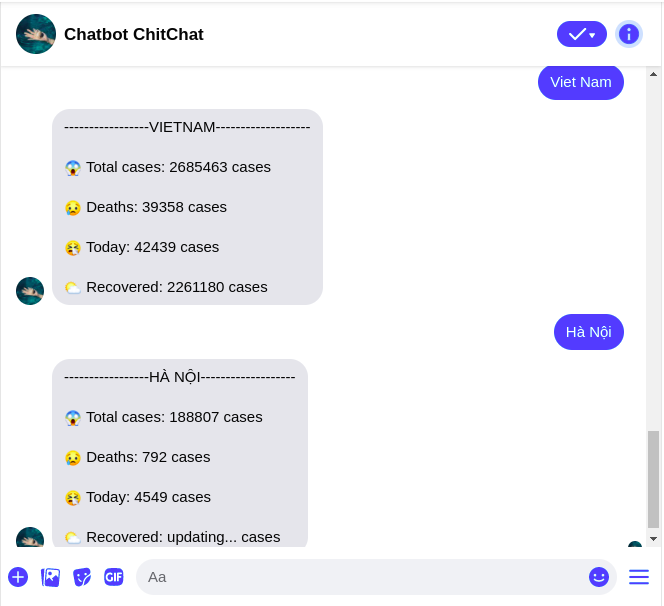 Chatbot ChitChat
Viet Nam
-----------------VIETNAM-------------------
😱 Total cases: 2685463 cases
😥 Deaths: 39358 cases
🤧 Today: 42439 cases
🌤 Recovered: 2261180 cases
Hà Nội
-----------------HÀ NỘI-------------------
😱 Total cases: 188807 cases
😥 Deaths: 792 cases
🤧 Today: 4549 cases
🌤 Recovered: updating... cases
GIF
Aa